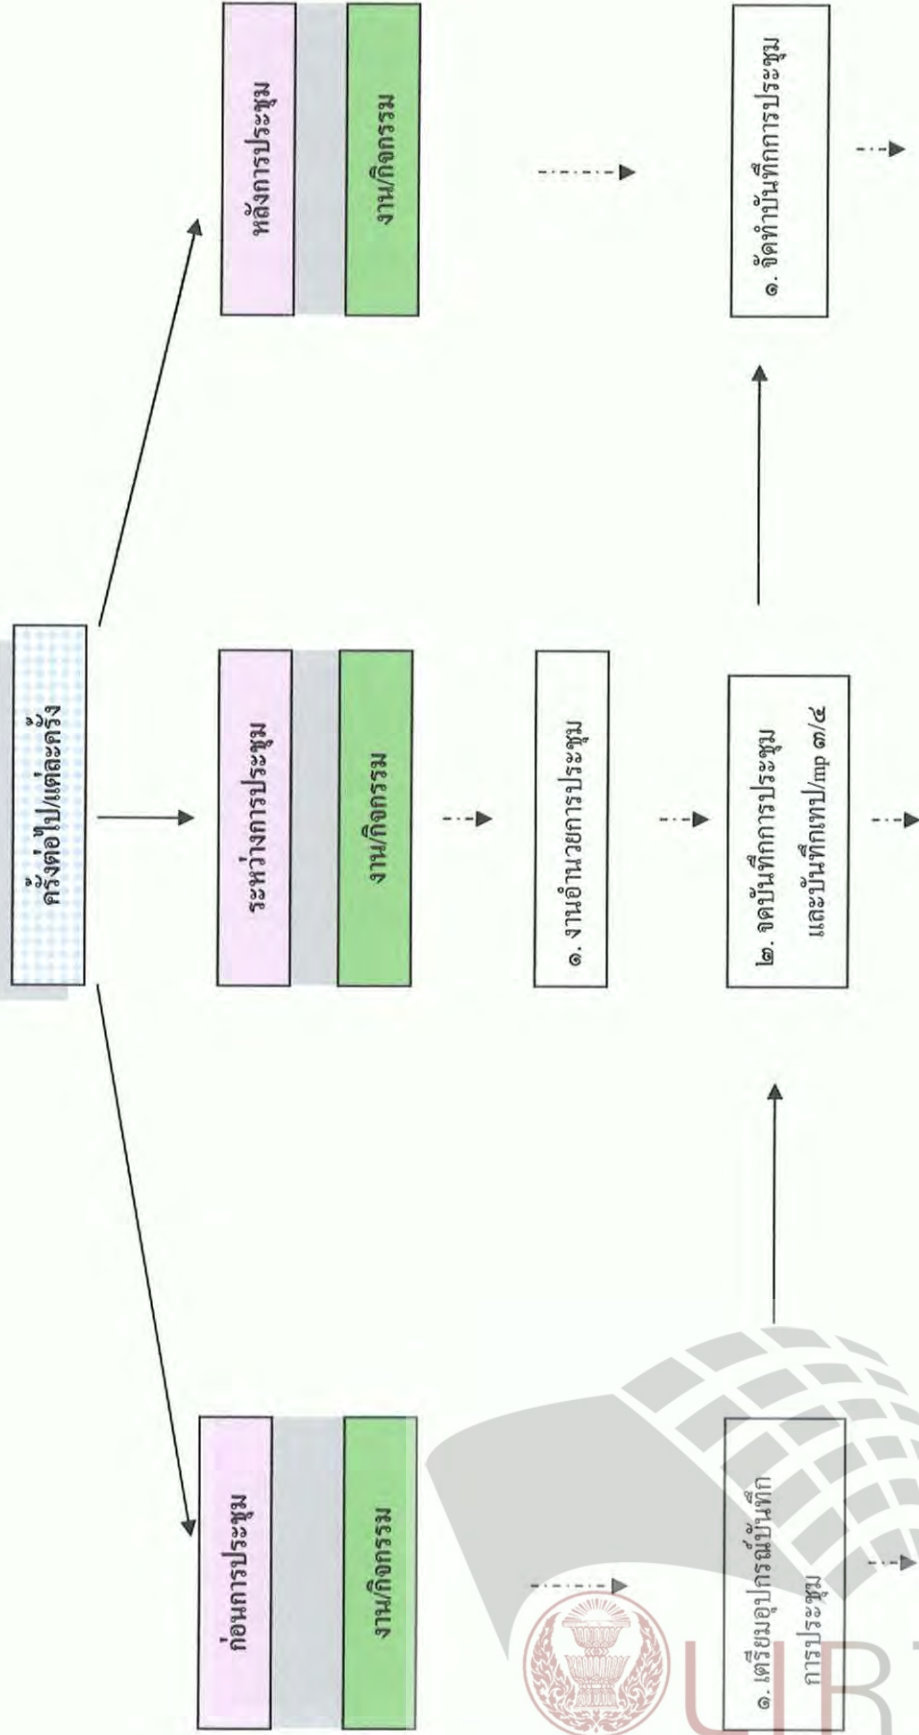 ครั้งต่อไป/แต่ละครั้ง
ก่อนการประชุม
ระหว่างการประชุม
หลังการประชุม
งาน/กิจกรรม
งาน/กิจกรรม
งาน/กิจกรรม
๑. งานอำนวยการประชุม
๑. เตรียมอุปกรณ์บันทึก
การประชุม
๒. จดบันทึกการประชุม
และบันทึกเทป/mp ๓/๔
๑. จัดทำบันทึกการประชุม
LIRT